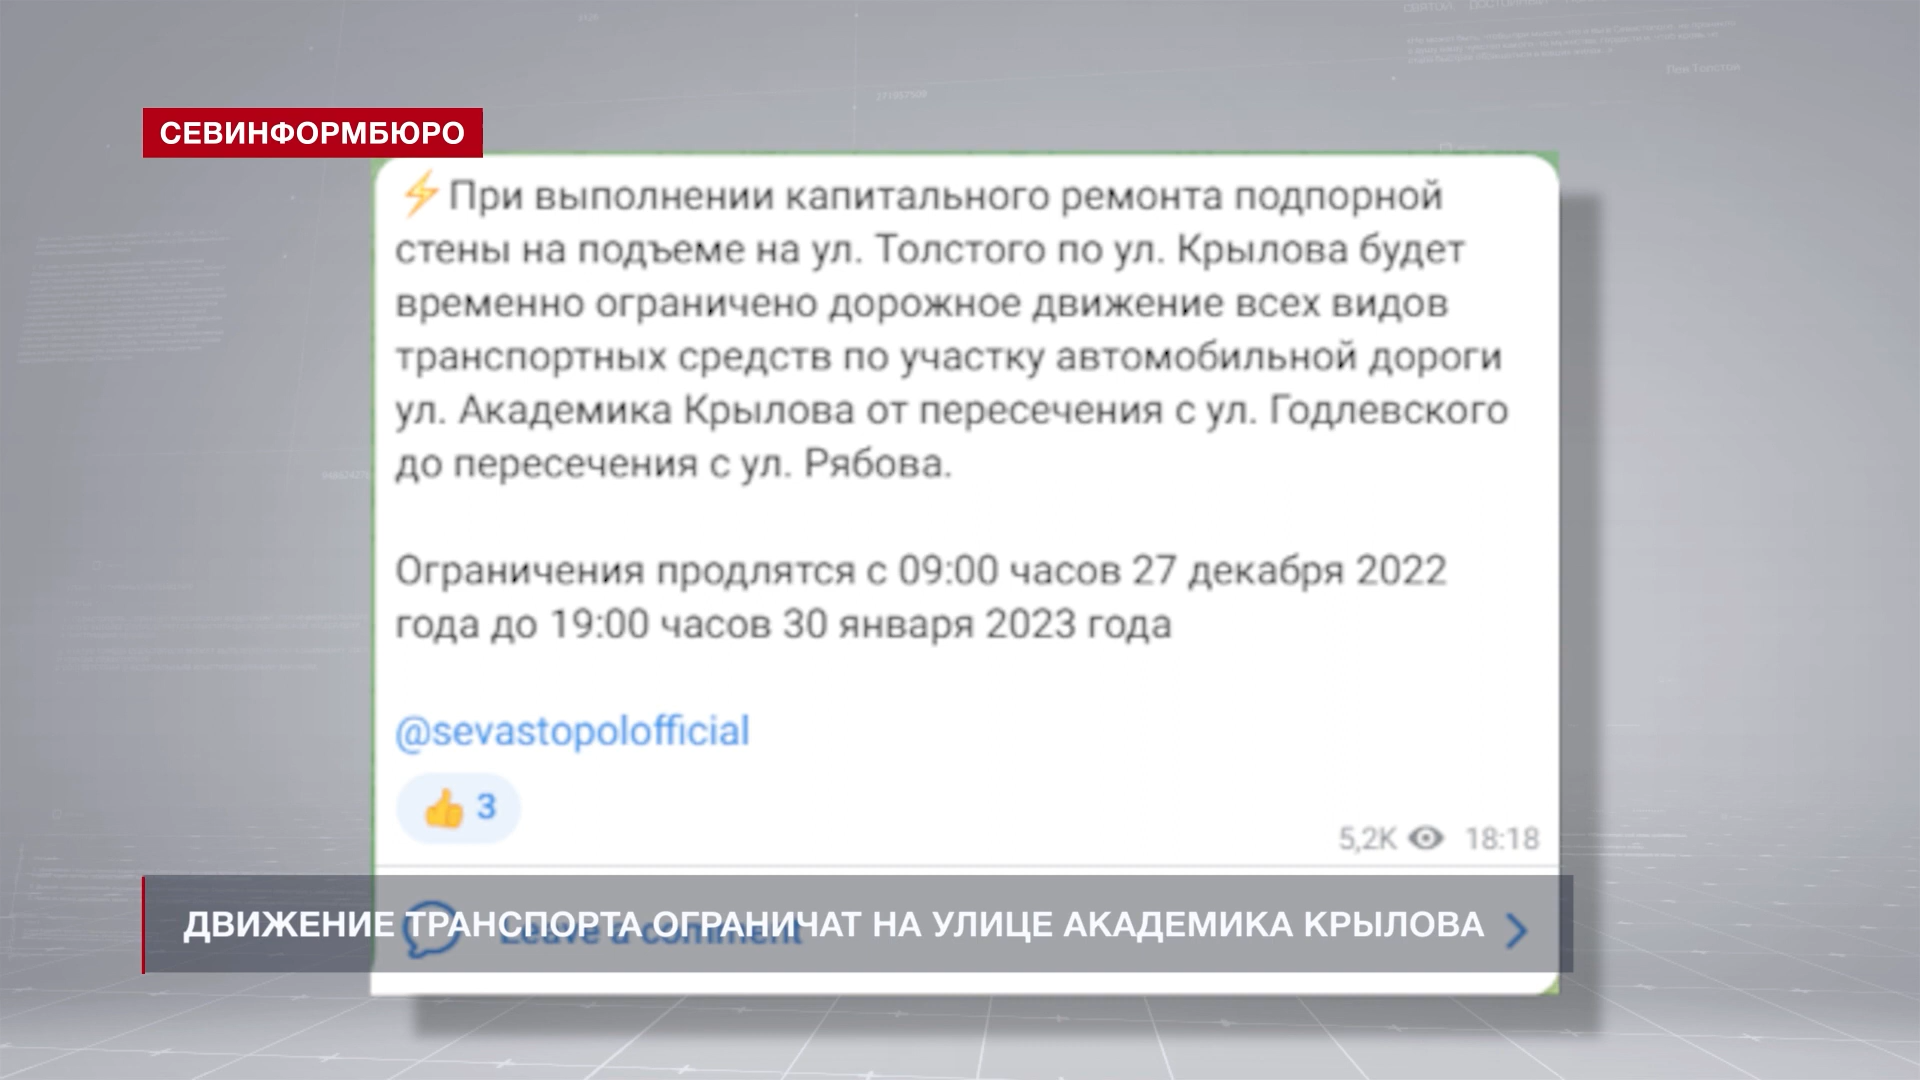 СЕВИНФОРМБЮРО
⚡При выполнении капитального ремонта подпорной
стены на подъеме на ул. Толстого по ул. Крылова будет
временно ограничено дорожное движение всех видов
транспортных средств по участку автомобильной дороги
ул. Академика Крылова от пересечения с ул. Годлевского
до пересечения с ул. Рябова.
Ограничения продлятся с 09:00 часов 27 декабря 2022
года до 19:00 часов 30 января 2023 года
@sevastopolofficial
👍 3
5,2K 18:18
Leave a comment
ДВИЖЕНИЕ ТРАНСПОРТА ОГРАНИЧАТ НА УЛИЦЕ АКАДЕМИКА КРЫЛОВА